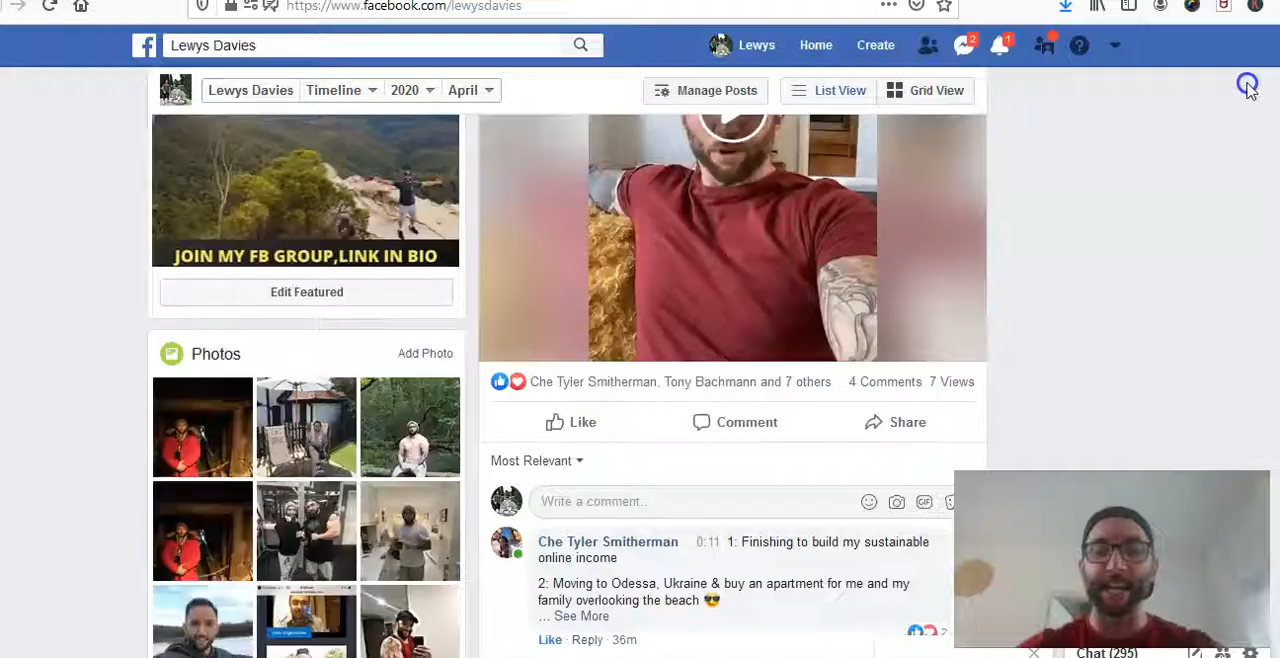 https://www.facebook.com/lewysdavies
Lewys Davies
Lewys
Home
Create
2
1
Lewys Davies
Timeline
2020
April
Manage Posts
List View
Grid View
JOIN MY FB GROUP,LINK IN BIO
Edit Featured
Photos
Add Photo
Che Tyler Smitherman, Tony Bachmann and 7 others
4 Comments
7 Views
Like
Comment
Share
Most Relevant
Write a comment..
GIF
Che Tyler Smitherman 0:11 1: Finishing to build my sustainable
online income
2: Moving to Odessa, Ukraine & buy an apartment for me and my
family overlooking the beach 😎
... See More
Like · Reply · 36m
2
Chat (295)